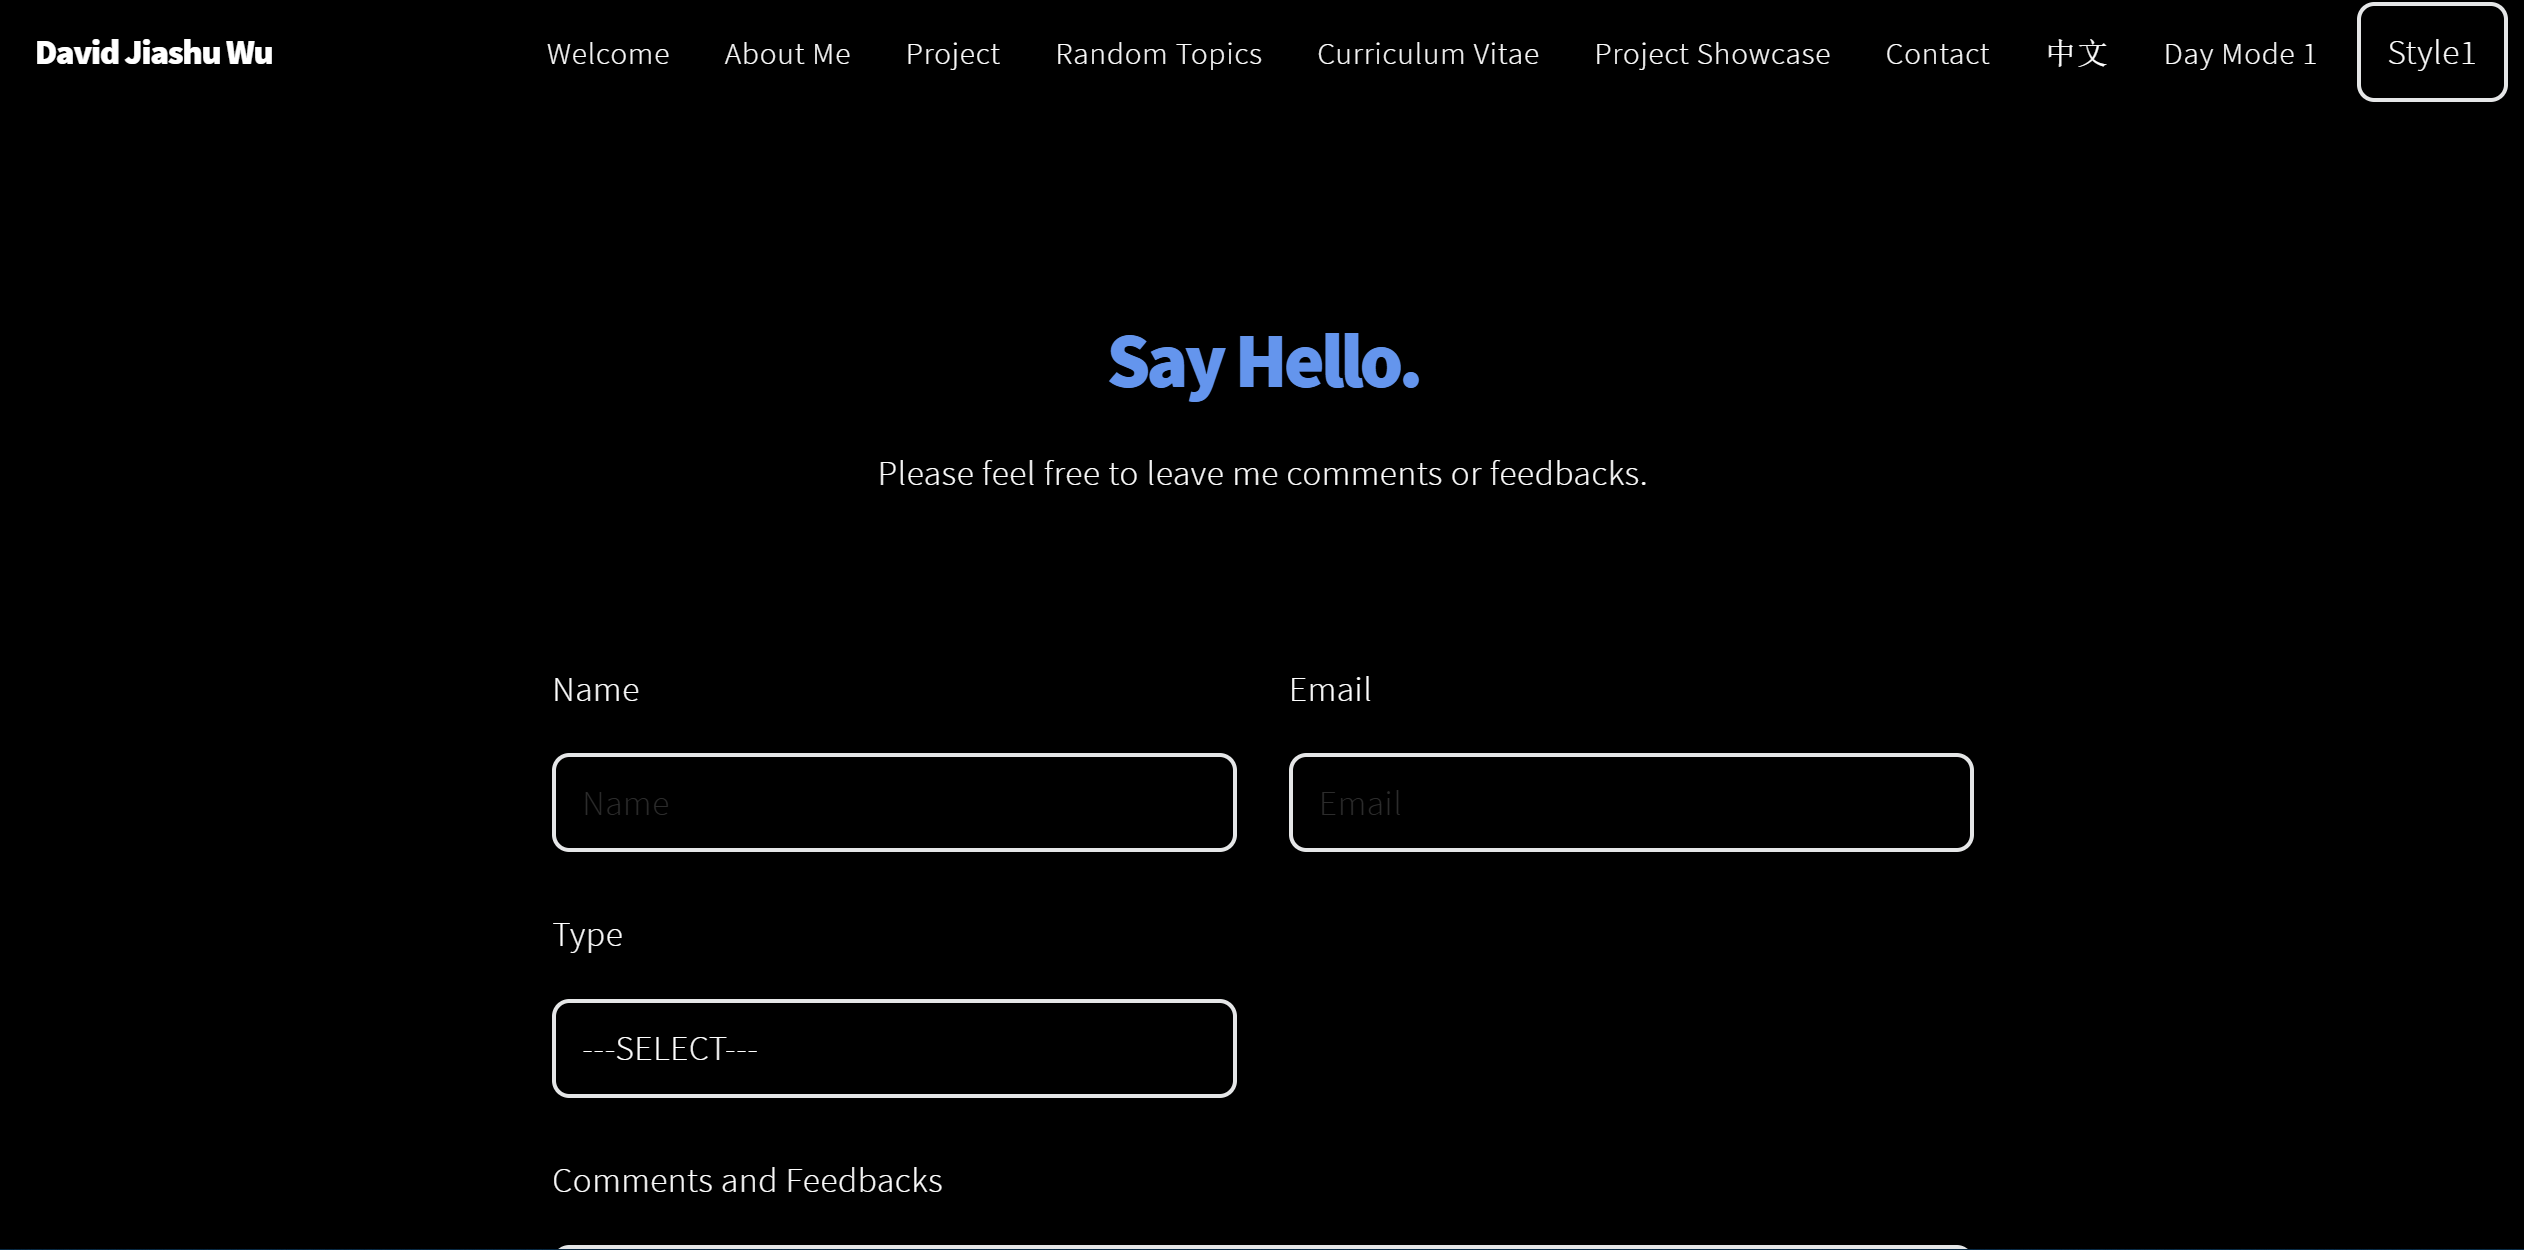 David Jiashu Wu
Welcome About Me Project Random Topics Curriculum Vitae Project Showcase Contact 中文 Day Mode 1 Style1
Say Hello.
Please feel free to leave me comments or feedbacks.
Name Email
Name Email
Type
---SELECT---
Comments and Feedbacks